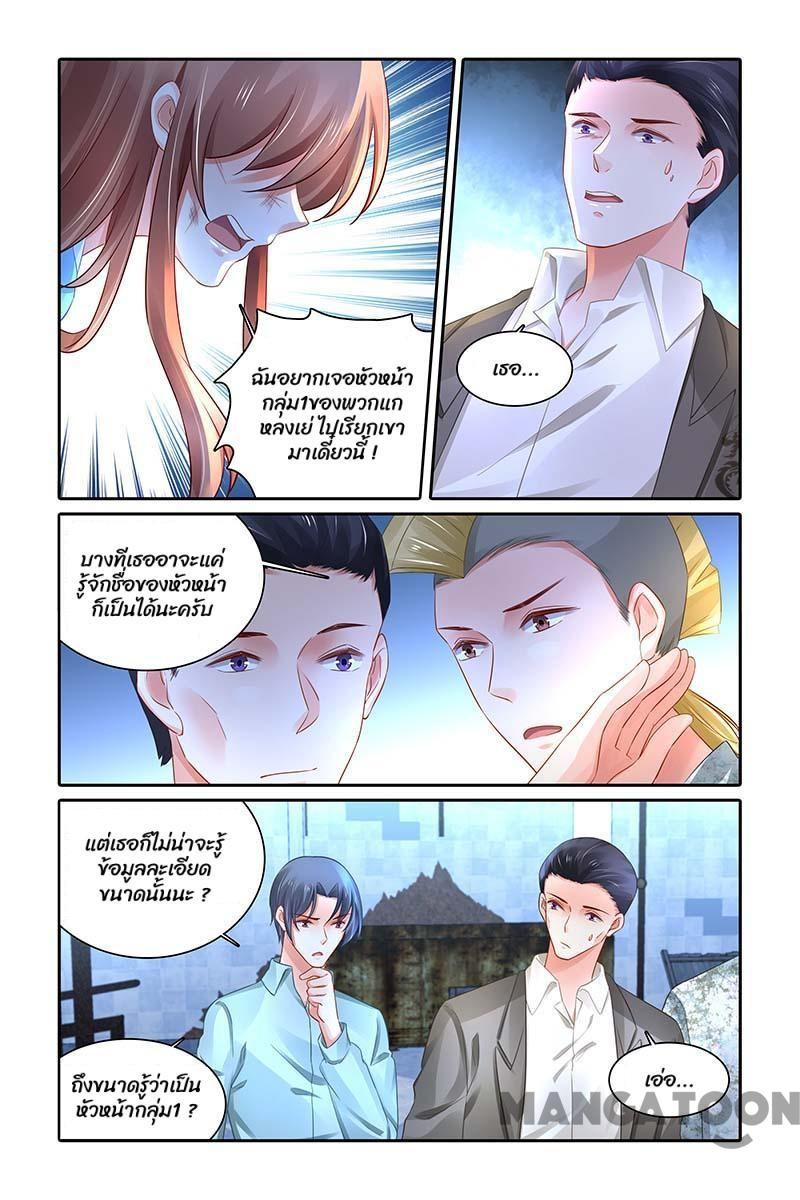 ฉันอยากเจอหัวหน้า
กลุ่ม1ของพวกแก
หลงเย่ ไปเรียกเขา
มาเดี๋ยวนี้ !
เธอ...
บางทีเธออาจะแค่
รู้จักชื่อของหัวหน้า
ก็เป็นได้นะครับ
แต่เธอก็ไม่น่าจะรู้
ข้อมูลละเอียด
ขนาดนั้นนะ ?
ถึงขนาดรู้ว่าเป็น
หัวหน้ากลุ่ม1 ?
เอ่อ...
MANGATOON